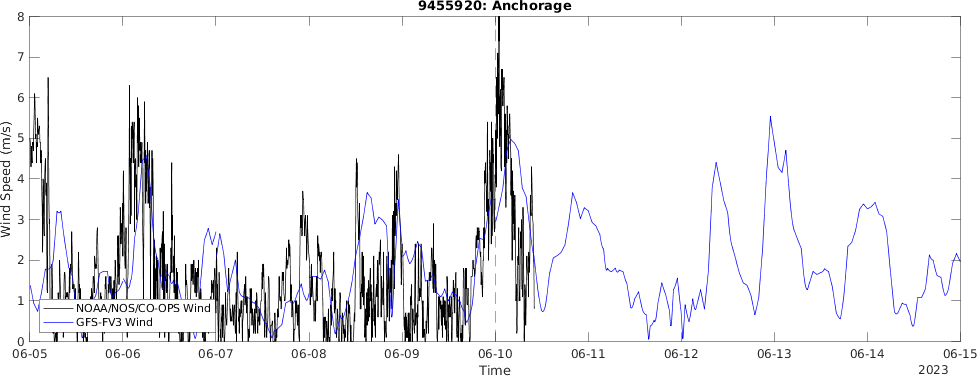 9455920: Anchorage
Wind Speed (m/s)
8
7
6
5
4
3
2
1
0
NOAA/NOS/CO-OPS Wind
GFS-FV3 Wind
06-05 06-06 06-07 06-08 06-09 06-10 06-11 06-12 06-13 06-14 06-15
Time
2023